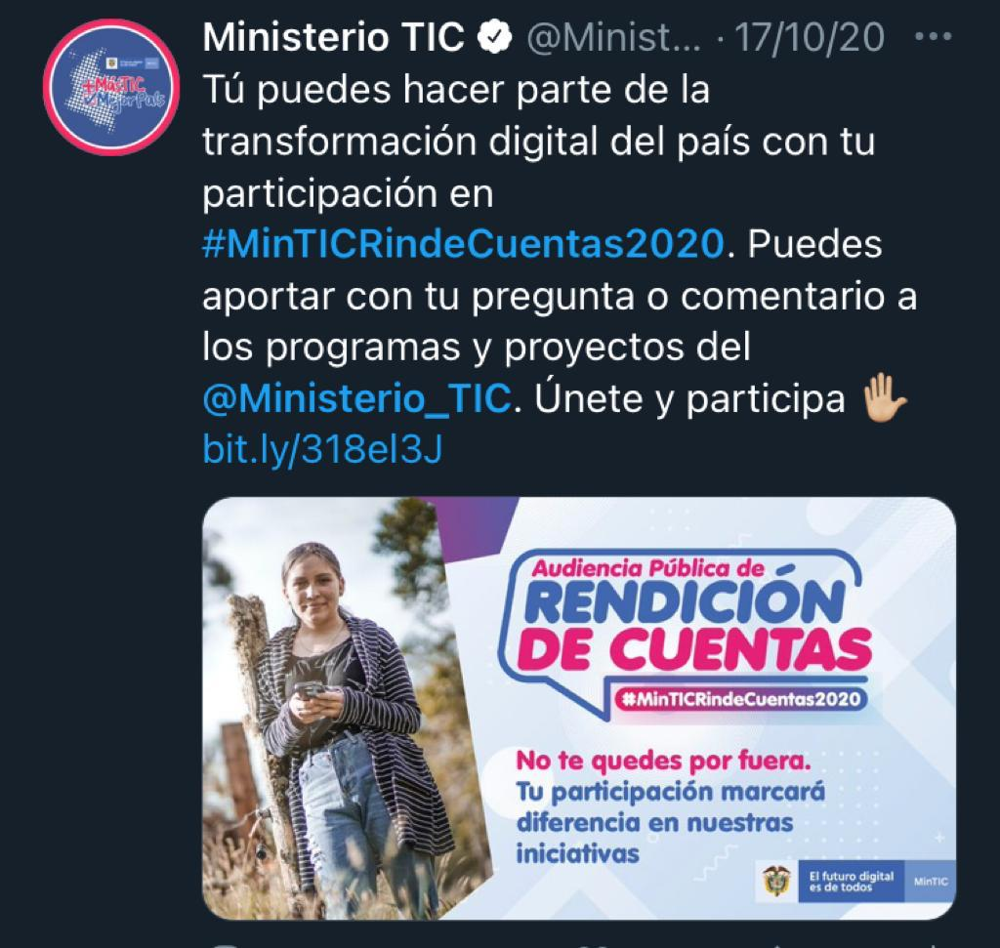 Ministerio TIC @Minist... · 17/10/20
Tú puedes hacer parte de la
transformación digital del país con tu
participación en
#MinTICRindeCuentas2020. Puedes
aportar con tu pregunta o comentario a
los programas y proyectos del
@Ministerio_TIC. Únete y participa 🖐🏼
bit.ly/318el3J
+MásTIC
MejorPaís
Audiencia Pública de
RENDICIÓN
DE CUENTAS
#MinTICRindeCuentas2020
No te quedes por fuera.
Tu participación marcará
diferencia en nuestras
iniciativas
El futuro digital
es de todos
MinTIC